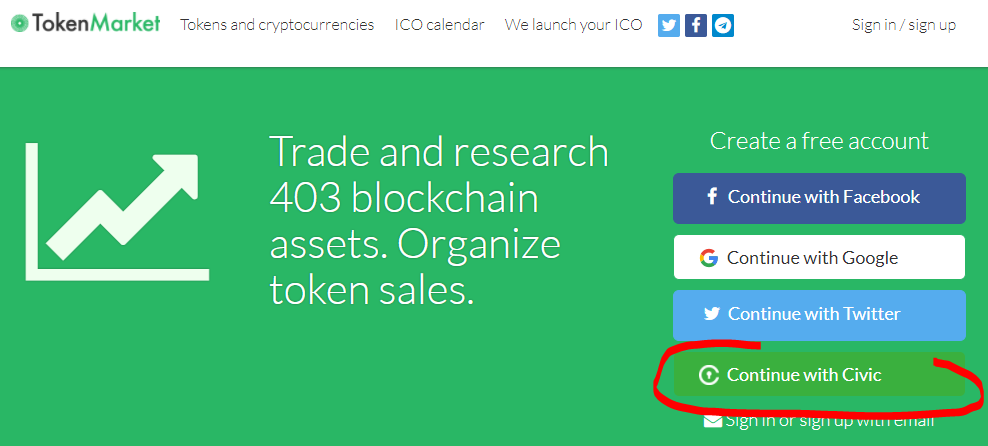 TokenMarket Tokens and cryptocurrencies ICO calendar We launch your ICO Sign in / sign up
Trade and research
403 blockchain
assets. Organize
token sales.
Create a free account
Continue with Facebook
Continue with Google
Continue with Twitter
Continue with Civic
Sign in or sign up with email